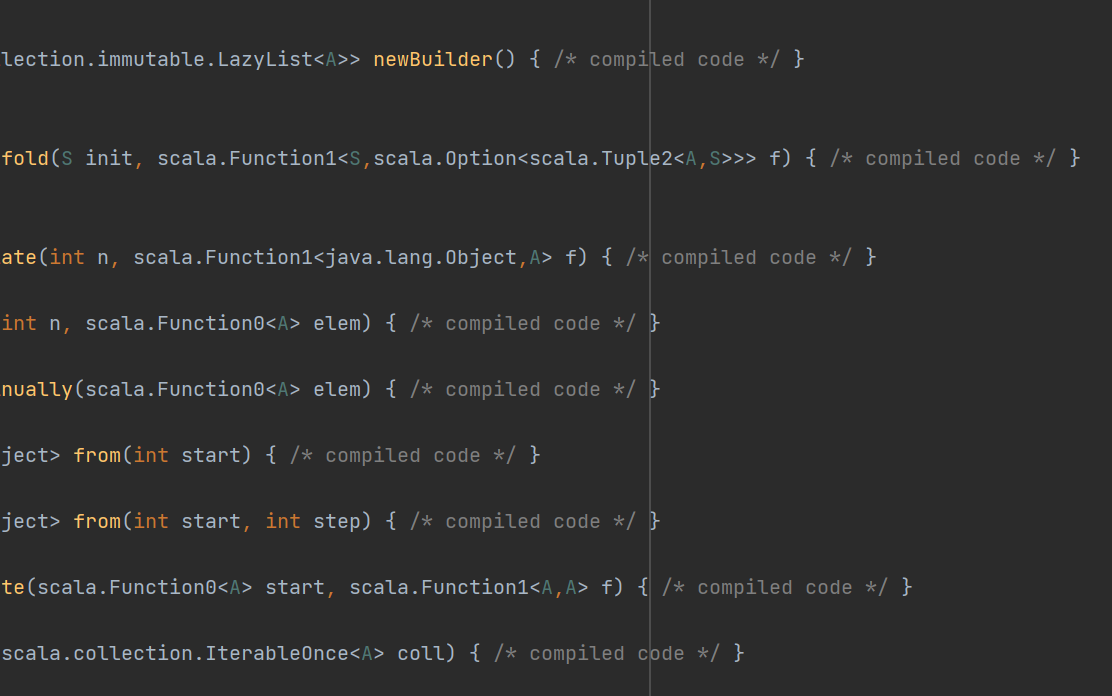 lection.immutable.LazyList<A>> newBuilder() { /* compiled code */ }
fold(S init, scala.Function1<S,scala.Option<scala.Tuple2<A,S>>> f) { /* compiled code */ }
ate(int n, scala.Function1<java.lang.Object,A> f) { /* compiled code */ }
int n, scala.Function0<A> elem) { /* compiled code */ }
nually(scala.Function0<A> elem) { /* compiled code */ }
ject> from(int start) { /* compiled code */ }
ject> from(int start, int step) { /* compiled code */ }
te(scala.Function0<A> start, scala.Function1<A,A> f) { /* compiled code */ }
scala.collection.IterableOnce<A> coll) { /* compiled code */ }